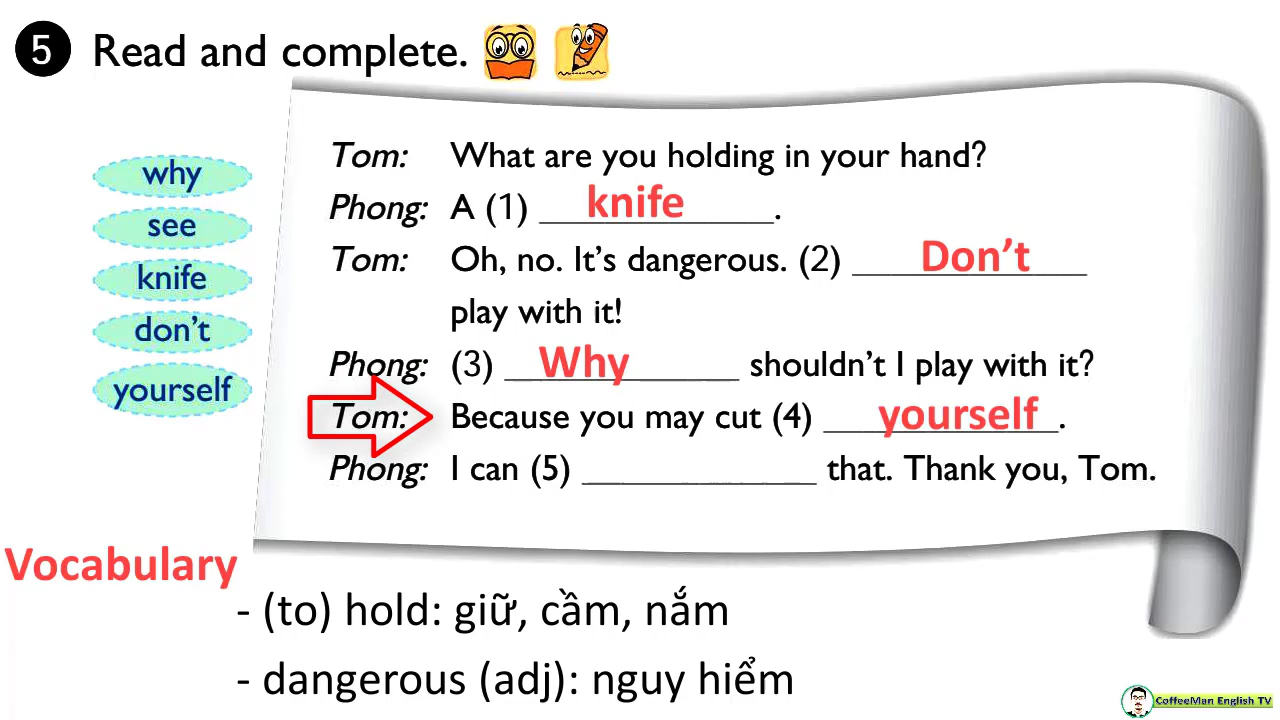 5 Read and complete.
why
see
knife
don't
yourself
Tom: What are you holding in your hand?
Phong: A (1) knife.
Tom: Oh, no. It's dangerous. (2) Don't
play with it!
Phong: (3) Why shouldn't I play with it?
Tom: Because you may cut (4) yourself.
Phong: I can (5) ____________ that. Thank you, Tom.
Vocabulary
- (to) hold: giữ, cầm, nắm
- dangerous (adj): nguy hiểm
CoffeeMan English TV